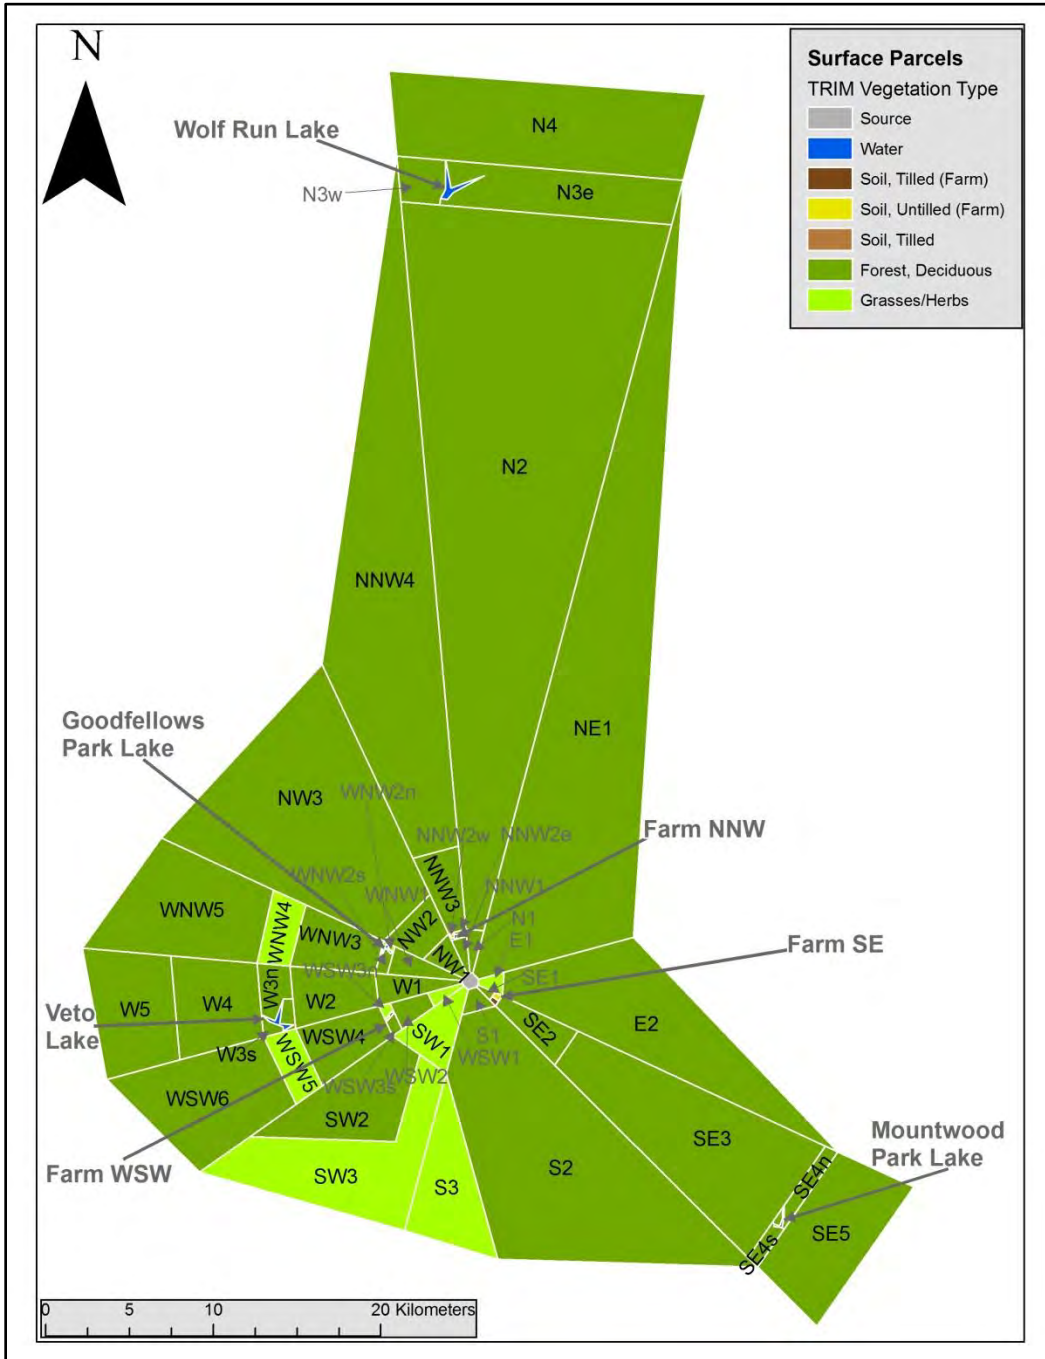 N
Surface Parcels
TRIM Vegetation Type
Source
Water
Soil, Tilled (Farm)
Soil, Untilled (Farm)
Soil, Tilled
Forest, Deciduous
Grasses/Herbs
Wolf Run Lake
N4
N3w
N3e
N2
NNW4
NE1
Goodfellows
Park Lake
NW3
WNW2n
NNW2w
NNW2e
Farm NNW
WNW2s
WNW1
NNW3
NNW1
WNW5
WNW4
WNW3
NW2
N1
E1
NW1
Farm SE
WSW3n
SE1
W5
W4
W3n
W2
W1
Veto
Lake
W3s
WSW4
SW1
S1
SE2
E2
WSW1
WSW5
WSW3s
WSW2
WSW6
SW2
SE3
Mountwood
Park Lake
Farm WSW
SW3
S3
S2
SE4n
SE4s
SE5
0 5 10 20 Kilometers